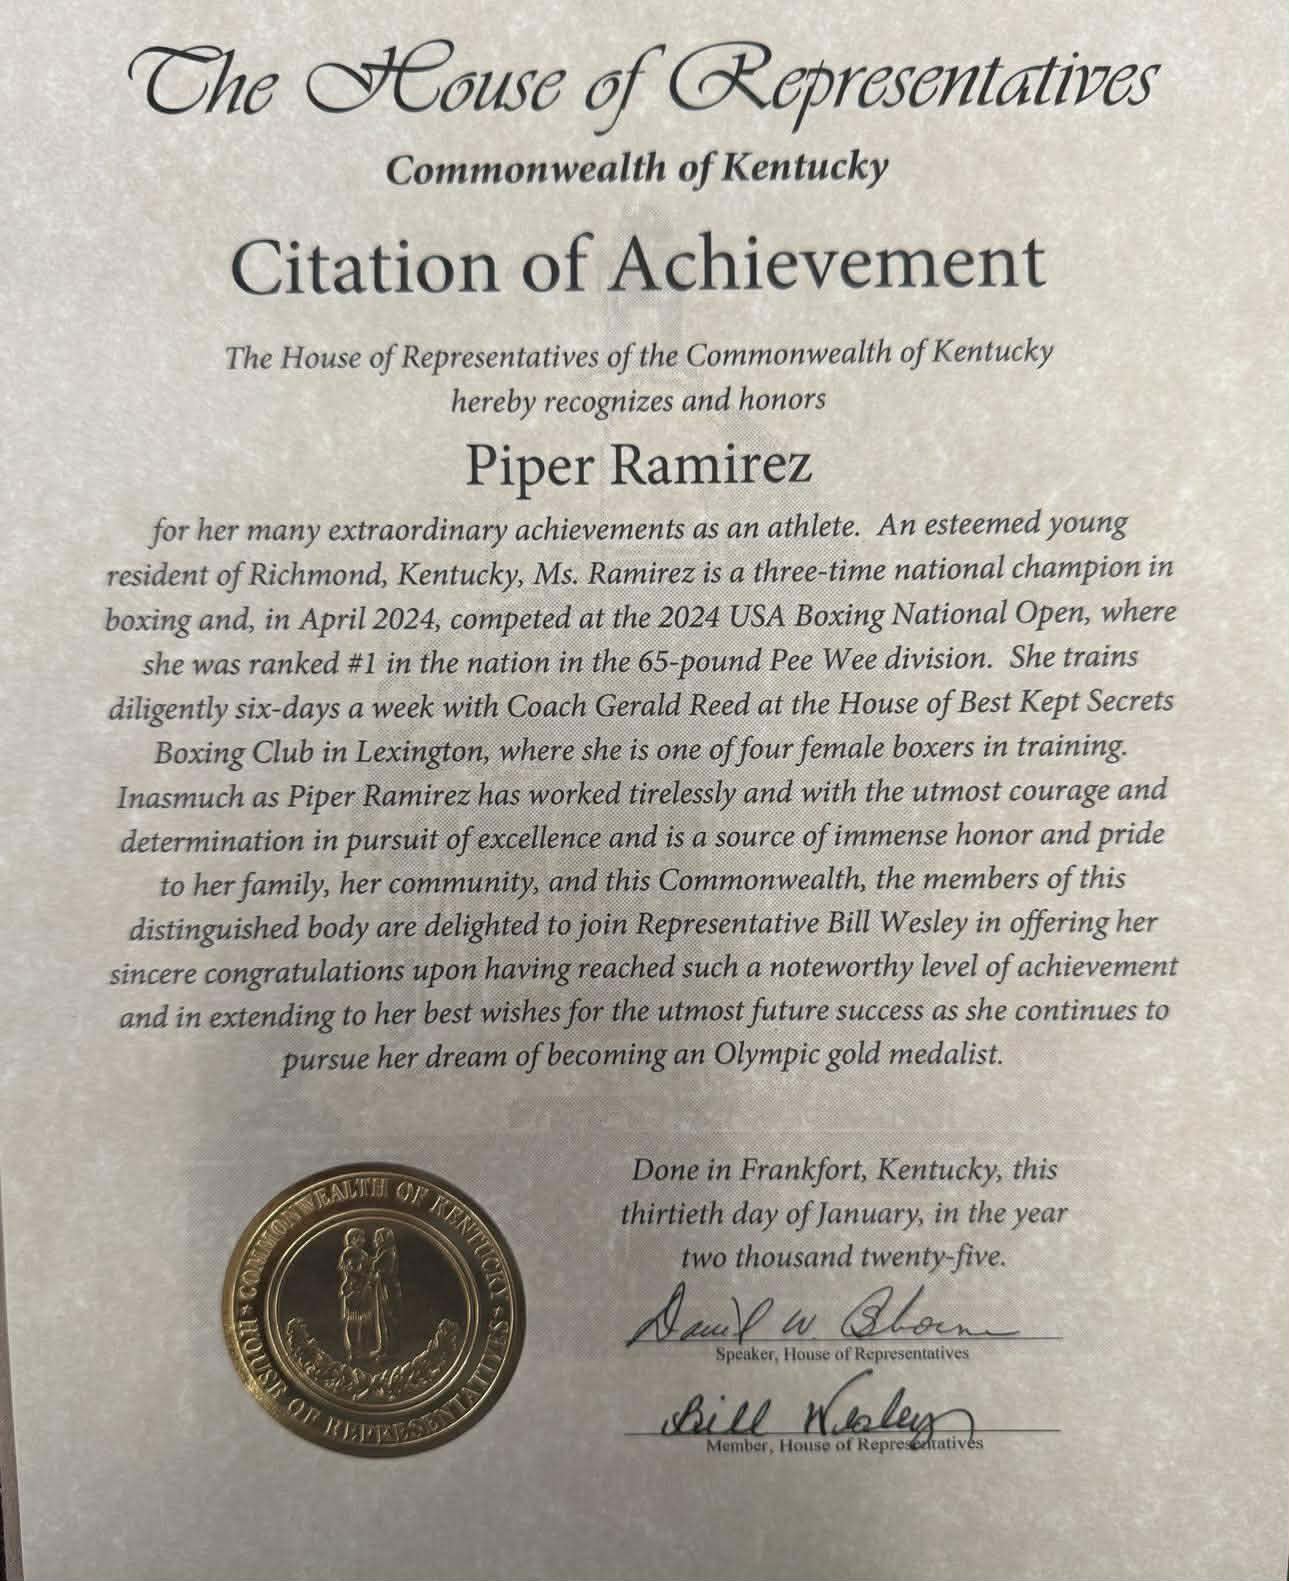 The House of Representatives
Commonwealth of Kentucky
Citation of Achievement
The House of Representatives of the Commonwealth of Kentucky
hereby recognizes and honors
Piper Ramirez
for her many extraordinary achievements as an athlete. An esteemed young
resident of Richmond, Kentucky, Ms. Ramirez is a three-time national champion in
boxing and, in April 2024, competed at the 2024 USA Boxing National Open, where
she was ranked #1 in the nation in the 65-pound Pee Wee division. She trains
diligently six-days a week with Coach Gerald Reed at the House of Best Kept Secrets
Boxing Club in Lexington, where she is one of four female boxers in training.
Inasmuch as Piper Ramirez has worked tirelessly and with the utmost courage and
determination in pursuit of excellence and is a source of immense honor and pride
to her family, her community, and this Commonwealth, the members of this
distinguished body are delighted to join Representative Bill Wesley in offering her
sincere congratulations upon having reached such a noteworthy level of achievement
and in extending to her best wishes for the utmost future success as she continues to
pursue her dream of becoming an Olympic gold medalist.
COMMONWEALTH OF KENTUCKY
HOUSE OF REPRESENTATIVES
Done in Frankfort, Kentucky, this
thirtieth day of January, in the year
two thousand twenty-five.
David W. Osborne
Speaker, House of Representatives
Bill Wesley
Member, House of Representatives